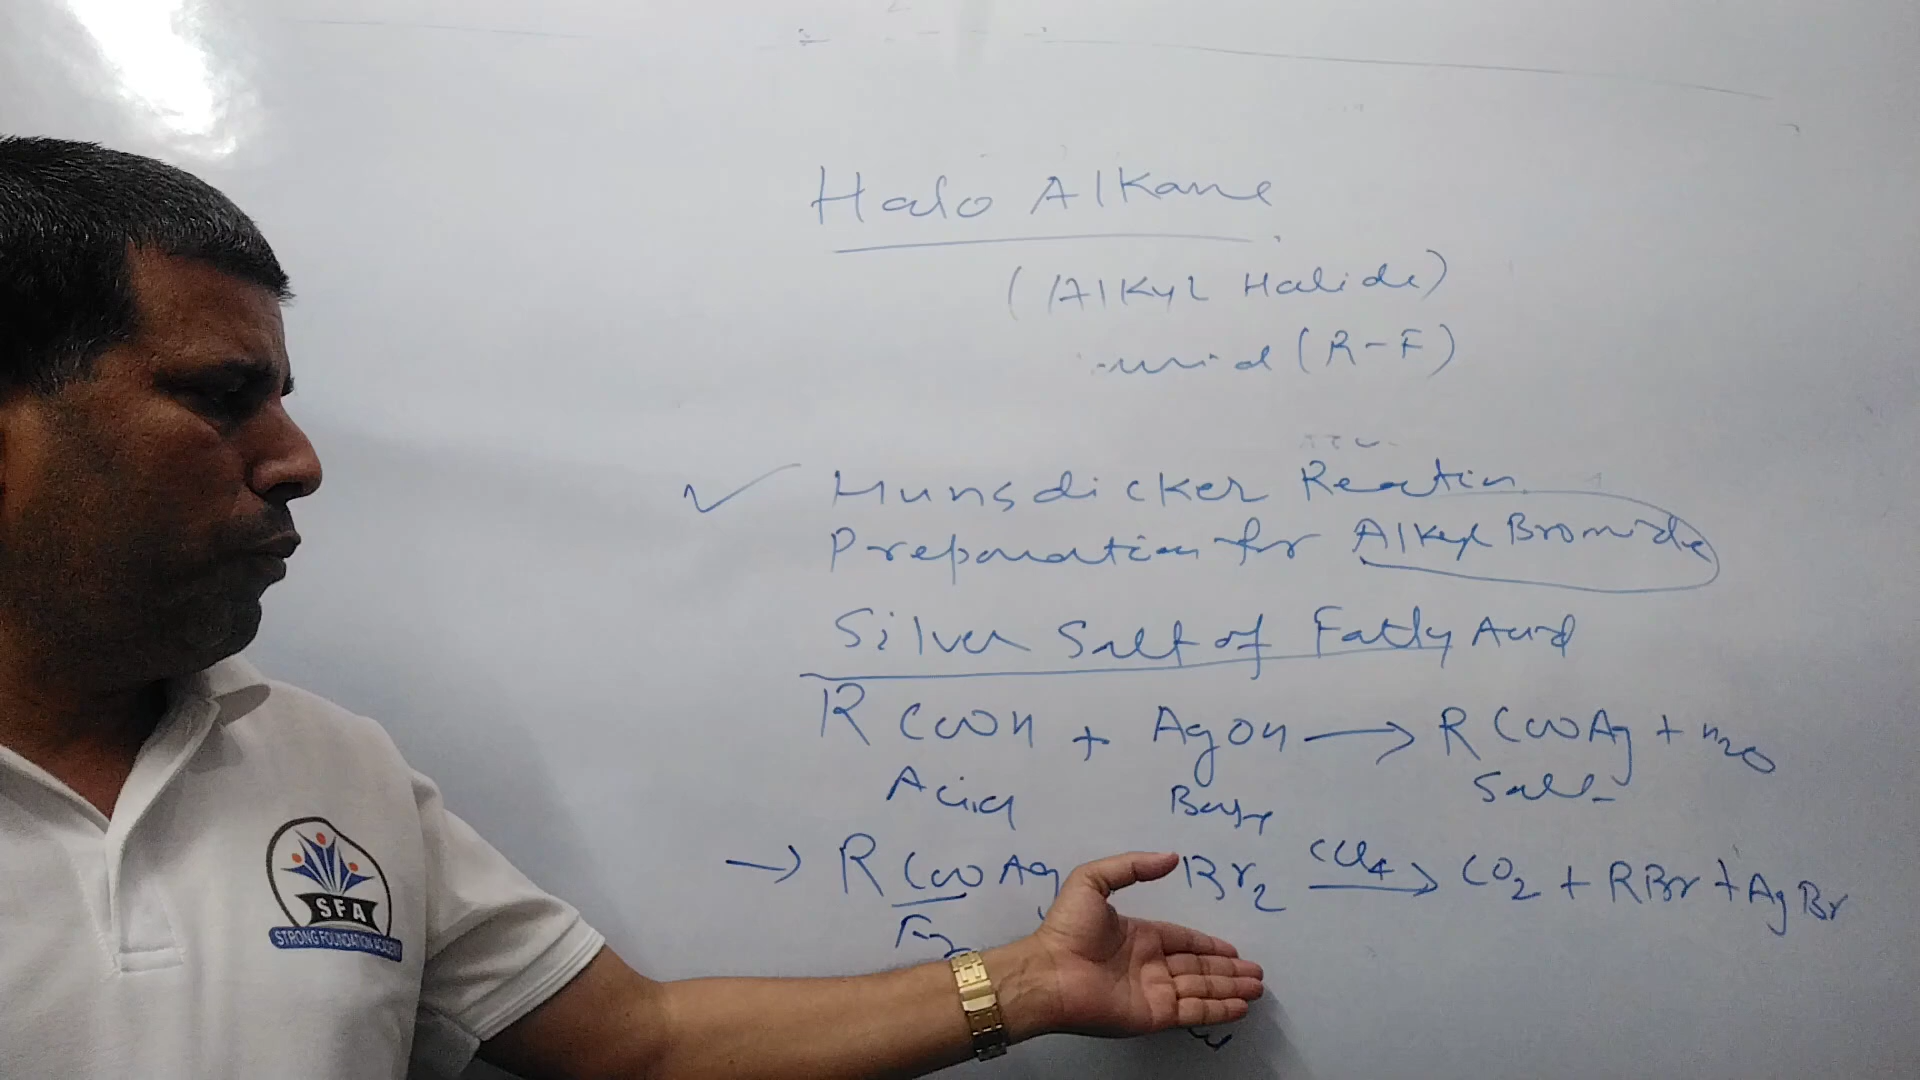 Halo Alkane
(Alkyl Halide)
(R-F)
Hunsdicker Reaction
Preparation for Alkyl Bromide
Silver Salt of Fatty Acid
RCOOH + AgOH → RCOOAg + H2O
Acid Base Salt
→ RCOOAg Br2 CCl4→ CO2 + RBr + AgBr
SFA
STRONG FOUNDATION ACADEMY